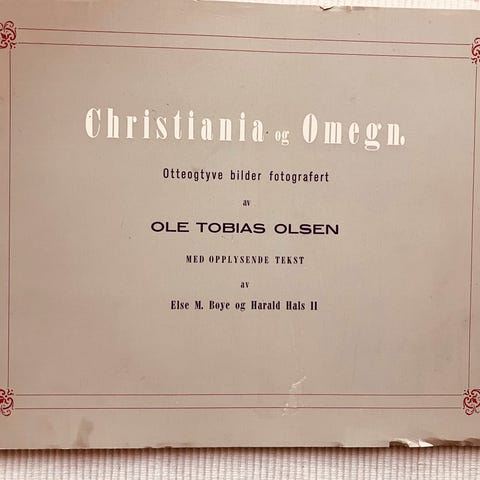 Christiania og Omegn.
Otteogtyve bilder fotografert
av
OLE TOBIAS OLSEN
MED OPPLYSENDE TEKST
av
Else M. Boye og Harald Hals II